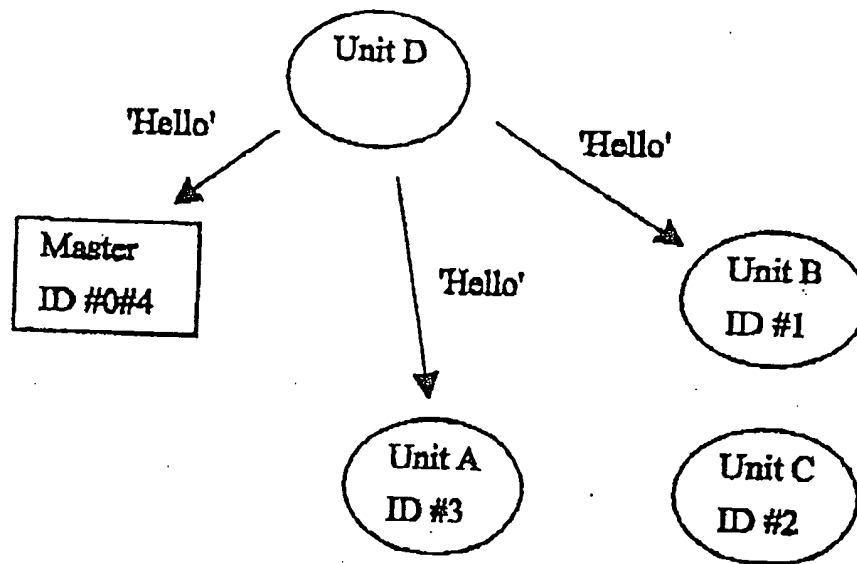 Unit D
'Hello'
'Hello'
Master
ID #0#4
'Hello'
Unit B
ID #1
Unit A
ID #3
Unit C
ID #2